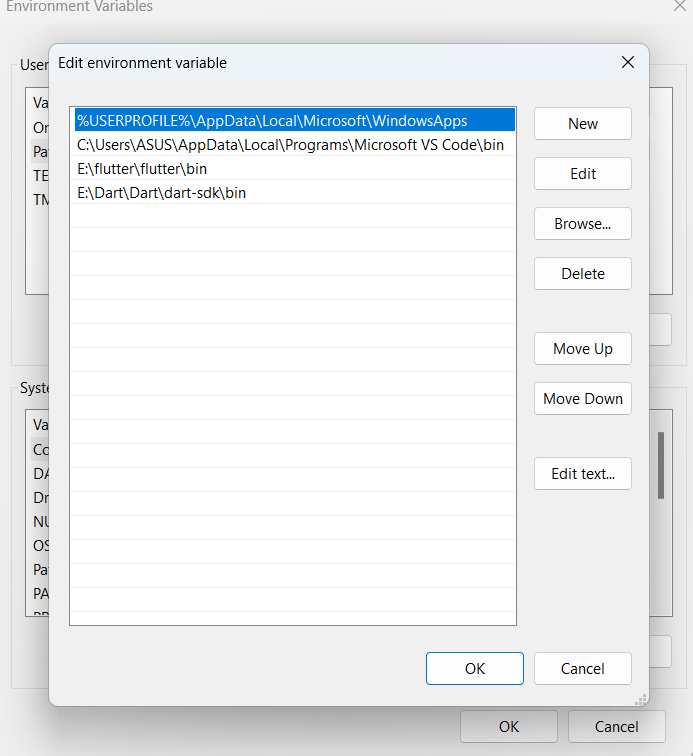 Environment Variables
User
Edit environment variable
Va
On
Pa
TE
TM
%USERPROFILE%\AppData\Local\Microsoft\WindowsApps
C:\Users\ASUS\AppData\Local\Programs\Microsoft VS Code\bin
E:\flutter\flutter\bin
E:\Dart\Dart\dart-sdk\bin
New
Edit
Browse...
Delete
Move Up
Move Down
Edit text...
Syste
Va
Co
DA
Dr
NU
OS
Pa
PA
OK
Cancel
OK
Cancel